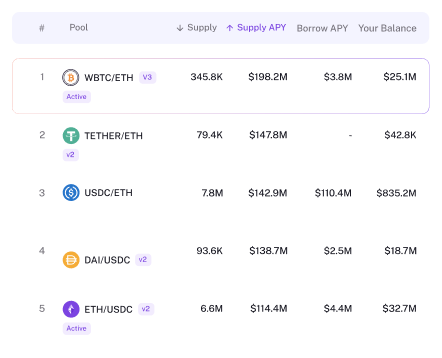 # Pool ↓ Supply ↑ Supply APY Borrow APY Your Balance
1 WBTC/ETH v3 345.8K $198.2M $3.8M $25.1M
Active
2 TETHER/ETH 79.4K $147.8M - $42.8K
v2
3 USDC/ETH 7.8M $142.9M $110.4M $835.2M
4 DAI/USDC v2 93.6K $138.7M $2.5M $18.7M
5 ETH/USDC v2 6.6M $114.4M $4.4M $32.7M
Active